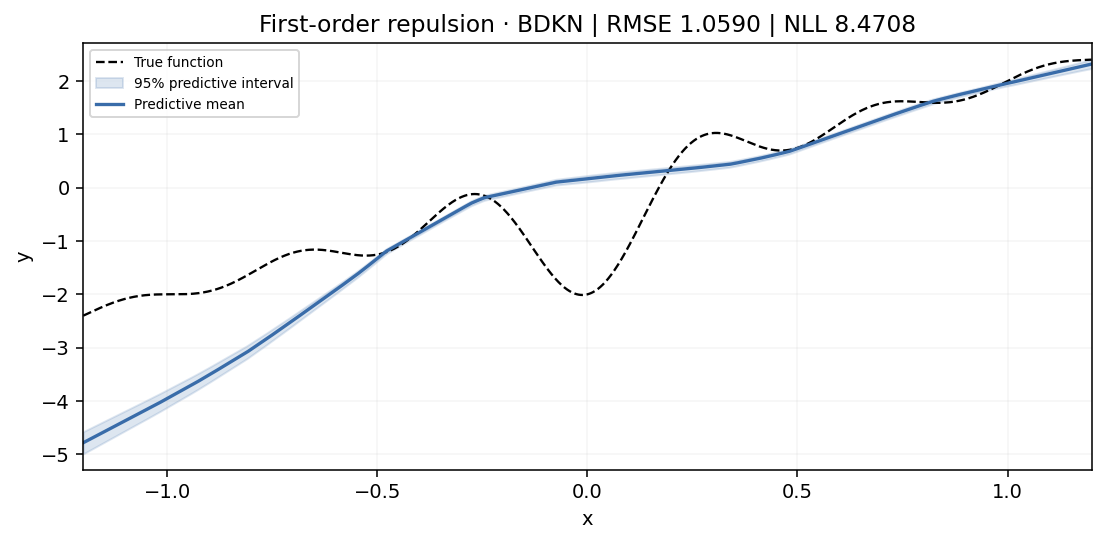 First-order repulsion · BDKN | RMSE 1.0590 | NLL 8.4708
True function
95% predictive interval
Predictive mean
2
1
0
−1
−2
−3
−4
−5
y
−1.0 −0.5 0.0 0.5 1.0
x